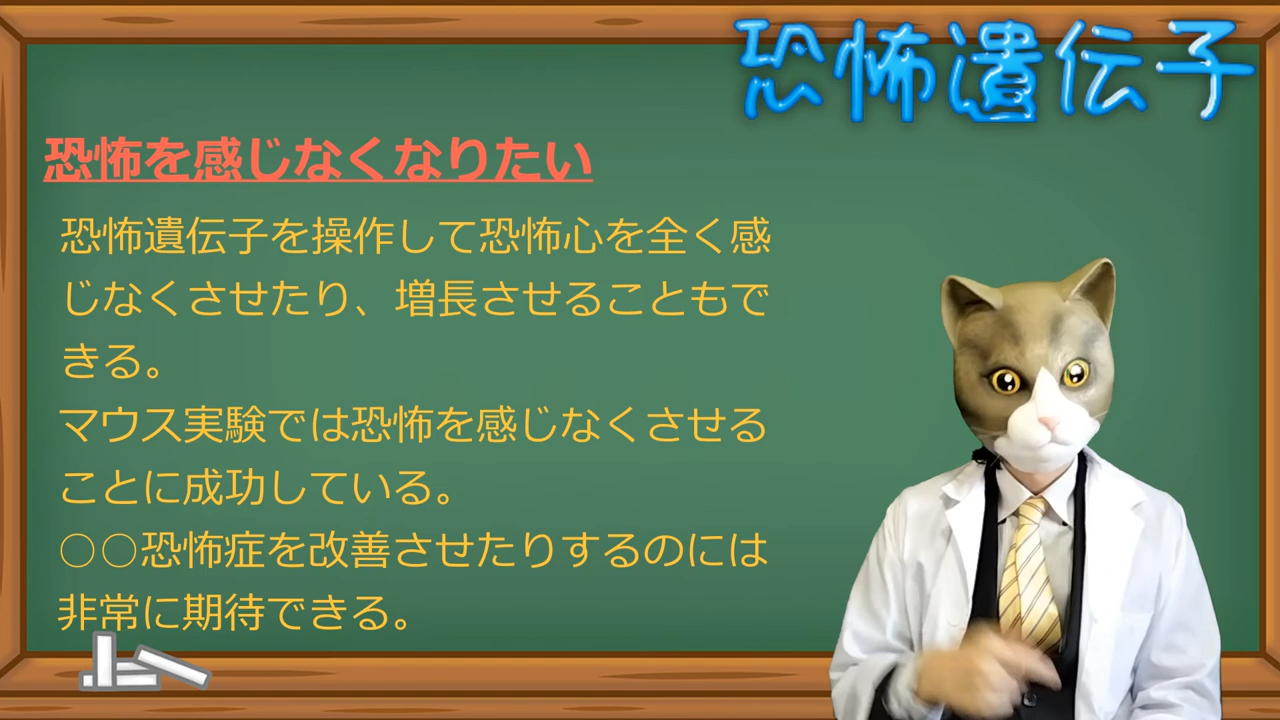 恐怖遺伝子
恐怖を感じなくなりたい
恐怖遺伝子を操作して恐怖心を全く感
じなくさせたり、増長させることもで
きる。
マウス実験では恐怖を感じなくさせる
ことに成功している。
○○恐怖症を改善させたりするのには
非常に期待できる。